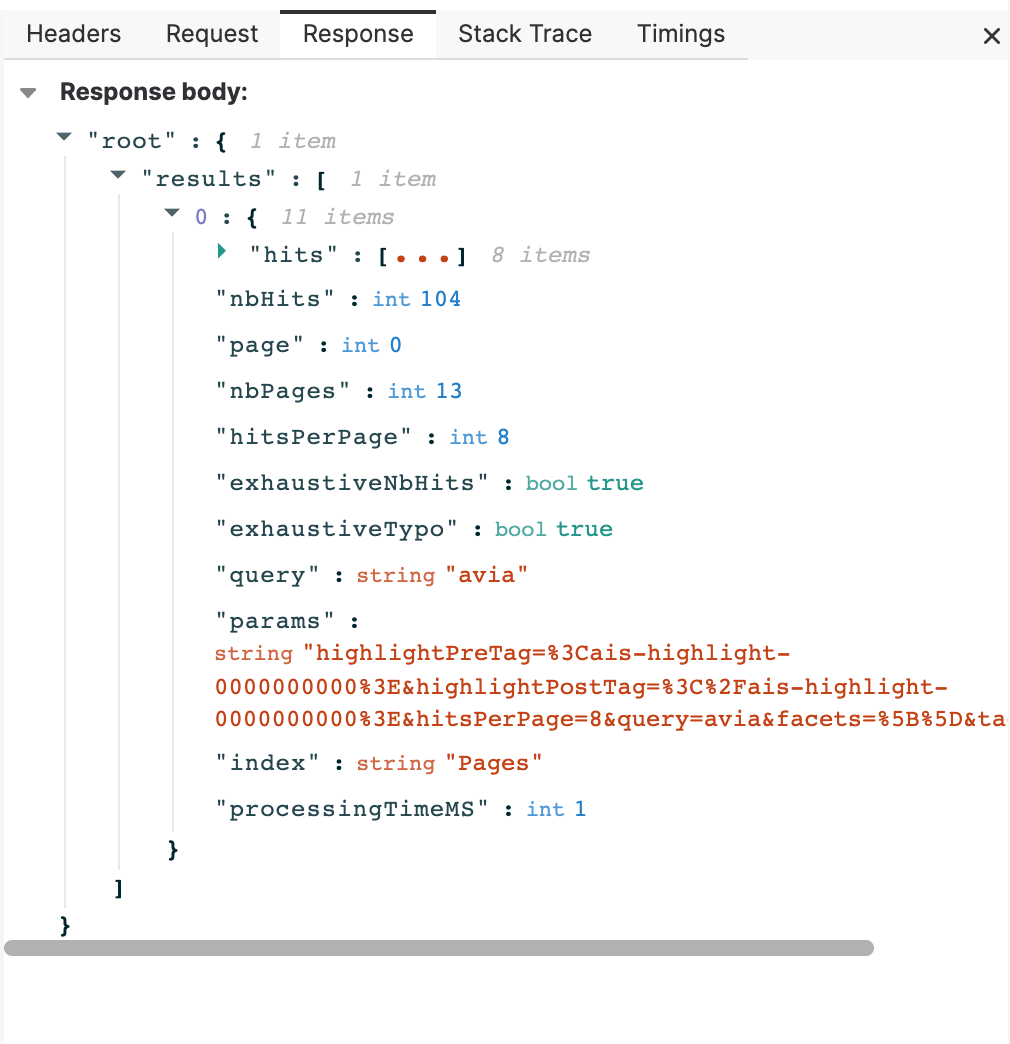 Headers Request Response Stack Trace Timings ×
Response body:
"root" : { 1 item
"results" : [ 1 item
0 : { 11 items
"hits" : [...] 8 items
"nbHits" : int 104
"page" : int 0
"nbPages" : int 13
"hitsPerPage" : int 8
"exhaustiveNbHits" : bool true
"exhaustiveTypo" : bool true
"query" : string "avia"
"params" :
string "highlightPreTag=%3Cais-highlight-
0000000000%3E&highlightPostTag=%3C%2Fais-highlight-
0000000000%3E&hitsPerPage=8&query=avia&facets=%5B%5D&ta
"index" : string "Pages"
"processingTimeMS" : int 1
}
]
}